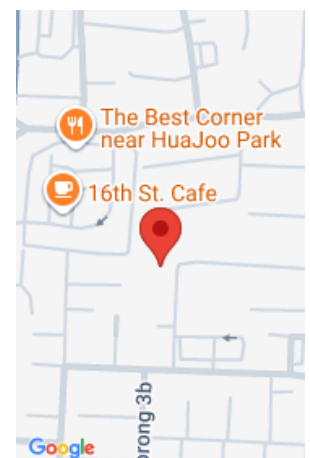 The Best Corner
near HuaJoo Park
16th St. Cafe
orong 3b
Google